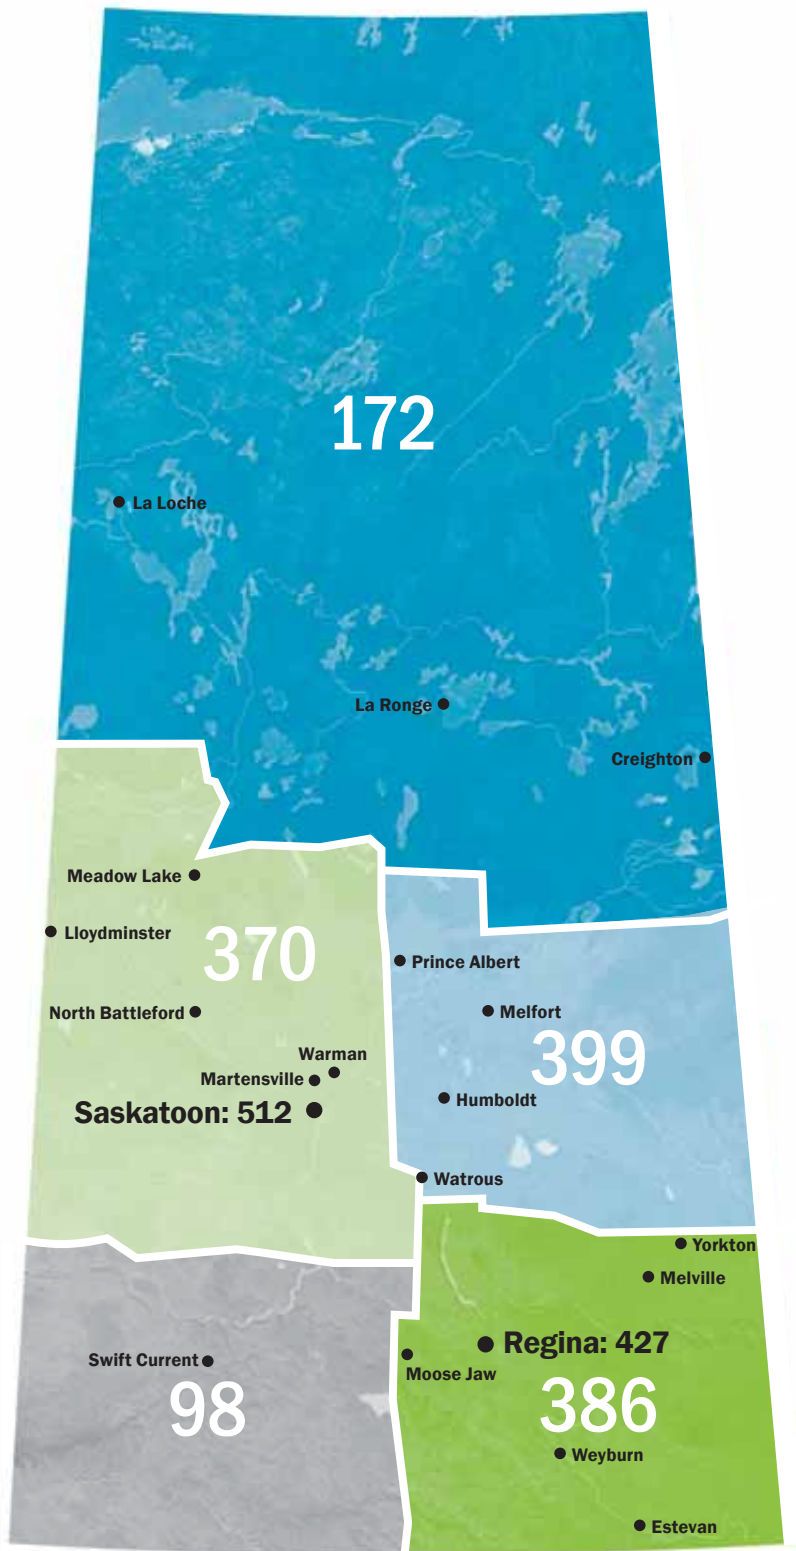 172
La Loche
La Ronge
Creighton
Meadow Lake
Lloydminster
370
Prince Albert
North Battleford
Melfort
399
Warman
Martensville
Humboldt
Saskatoon: 512
Watrous
Yorkton
Melville
Regina: 427
Swift Current
Moose Jaw
98
386
Weyburn
Estevan